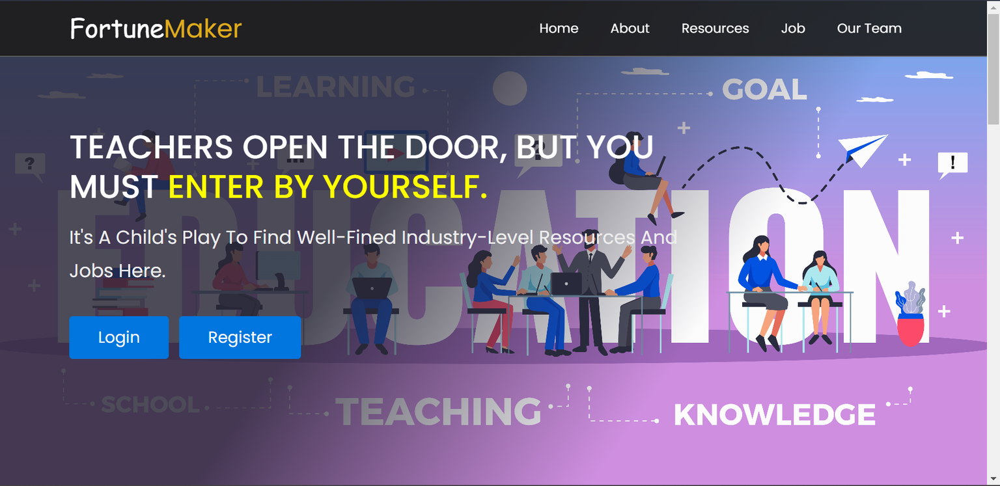 FortuneMaker
Home About Resources Job Our Team
LEARNING
GOAL
TEACHERS OPEN THE DOOR, BUT YOU
MUST ENTER BY YOURSELF.
?
...
?
!
EDUCATION
It's A Child's Play To Find Well-Fined Industry-Level Resources And
Jobs Here.
Login Register
SCHOOL
TEACHING
KNOWLEDGE